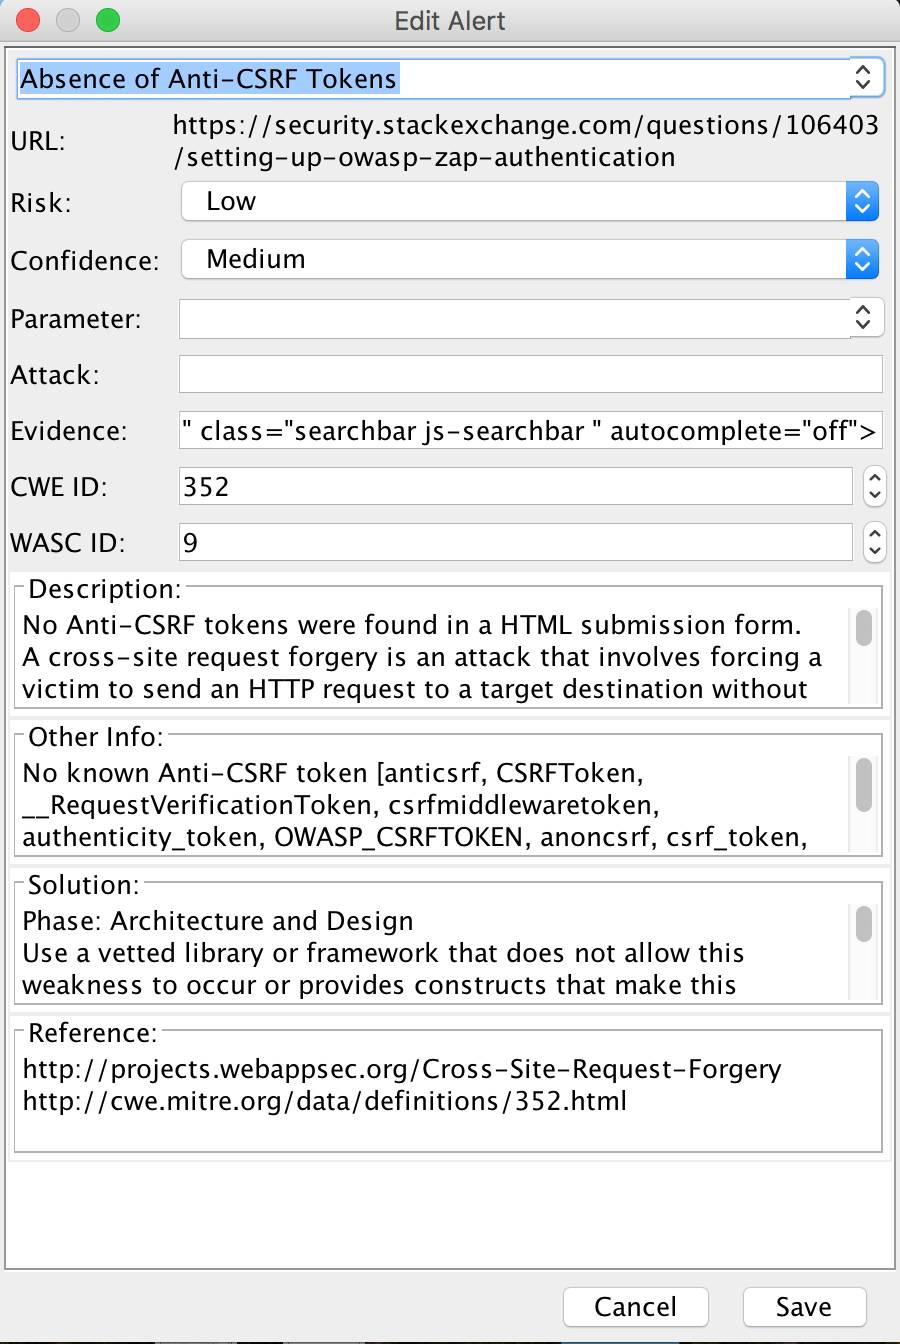 Edit Alert
Absence of Anti-CSRF Tokens
URL:
https://security.stackexchange.com/questions/106403
/setting-up-owasp-zap-authentication
Risk: Low
Confidence: Medium
Parameter:
Attack:
Evidence: " class="searchbar js-searchbar " autocomplete="off">
CWE ID: 352
WASC ID: 9
Description:
No Anti-CSRF tokens were found in a HTML submission form.
A cross-site request forgery is an attack that involves forcing a
victim to send an HTTP request to a target destination without
Other Info:
No known Anti-CSRF token [anticsrf, CSRFToken,
__RequestVerificationToken, csrfmiddlewaretoken,
authenticity_token, OWASP_CSRFTOKEN, anoncsrf, csrf_token,
Solution:
Phase: Architecture and Design
Use a vetted library or framework that does not allow this
weakness to occur or provides constructs that make this
Reference:
http://projects.webappsec.org/Cross-Site-Request-Forgery
http://cwe.mitre.org/data/definitions/352.html
Cancel Save